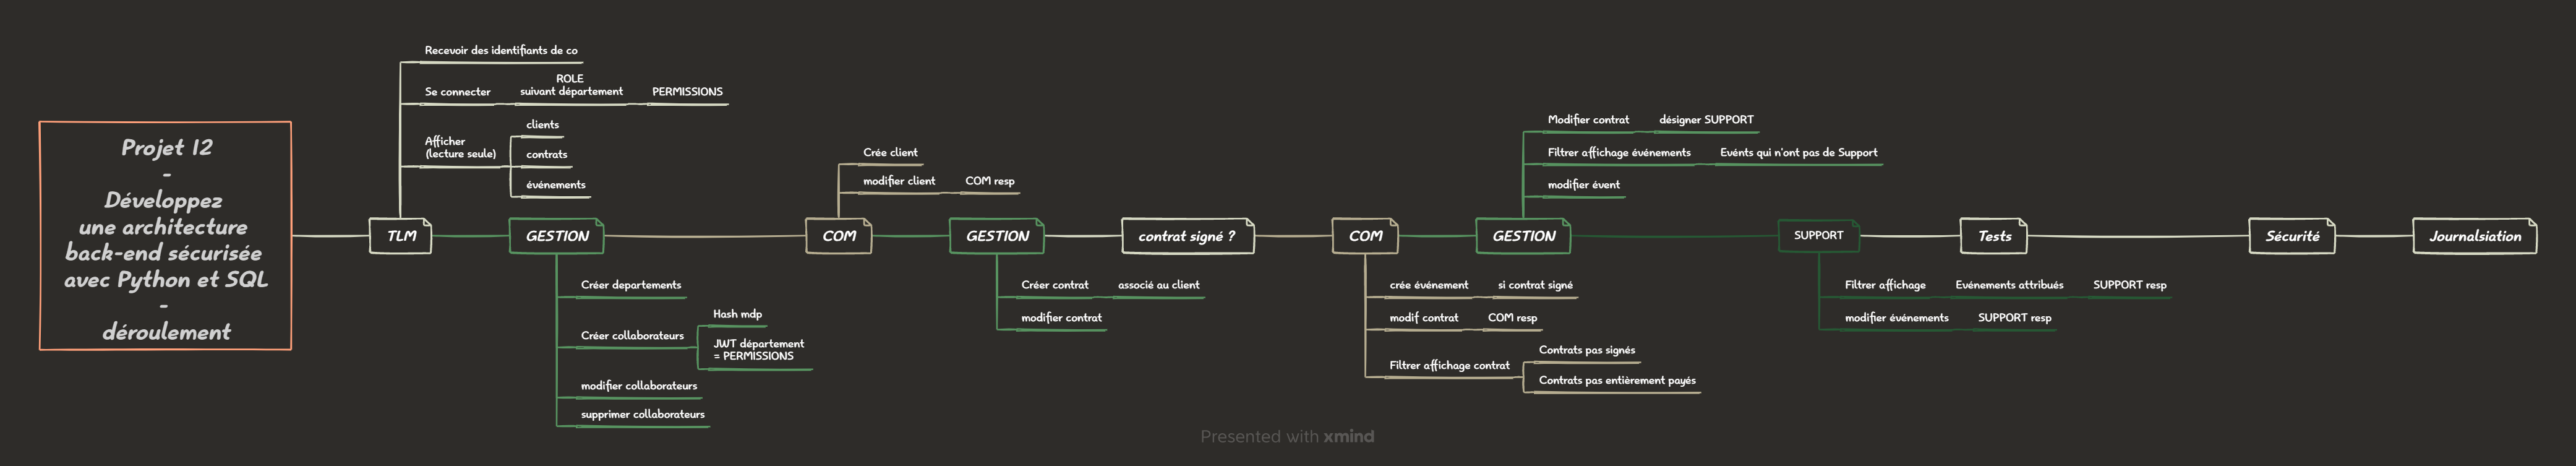 Projet 12
-
Développez
une architecture
back-end sécurisée
avec Python et SQL
-
déroulement
TLM
Recevoir des identifiants de co
Se connecter
ROLE
suivant département
PERMISSIONS
Afficher
(lecture seule)
clients
contrats
événements
GESTION
Créer departements
Créer collaborateurs
Hash mdp
JWT département
= PERMISSIONS
modifier collaborateurs
supprimer collaborateurs
COM
Crée client
modifier client
COM resp
GESTION
Créer contrat
associé au client
modifier contrat
contrat signé ?
COM
crée événement
si contrat signé
modif contrat
COM resp
Filtrer affichage contrat
Contrats pas signés
Contrats pas entièrement payés
GESTION
Modifier contrat
désigner SUPPORT
Filtrer affichage événements
Evénts qui n'ont pas de Support
modifier évent
SUPPORT
Filtrer affichage
Evénements attribués
SUPPORT resp
modifier événements
SUPPORT resp
Tests
Sécurité
Journalsiation
Presented with xmind